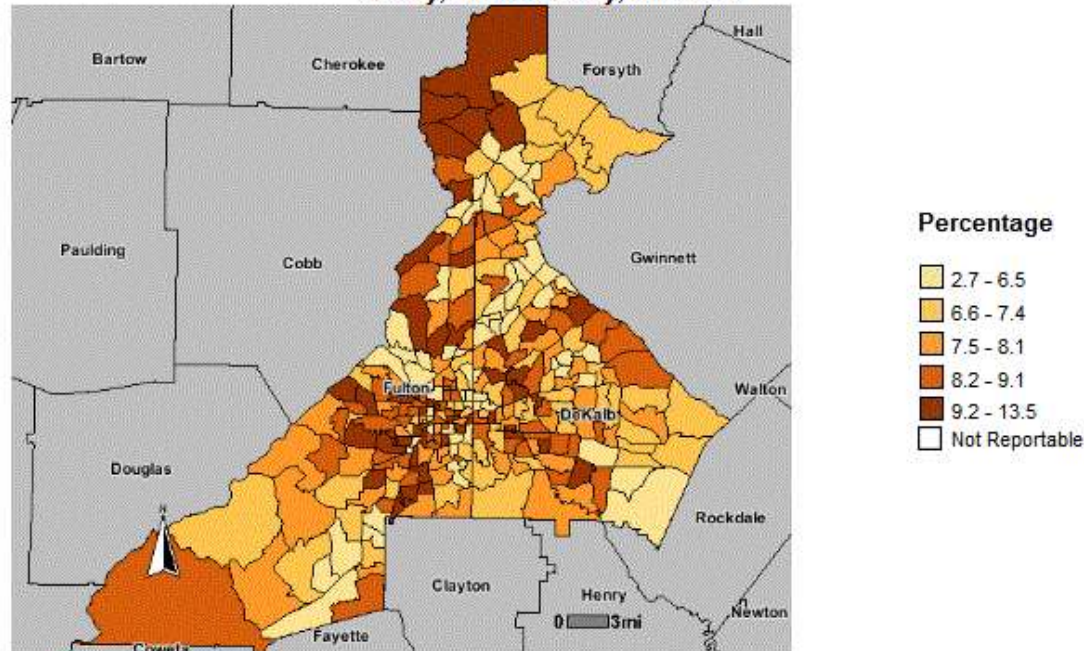 Hall
Bartow
Cherokee
Forsyth
Paulding
Cobb
Gwinnett
Percentage
2.7 - 6.5
6.6 - 7.4
7.5 - 8.1
8.2 - 9.1
9.2 - 13.5
Not Reportable
Fulton
Walton
DeKalb
Douglas
N
Rockdale
Clayton
Henry
Newton
0 3mi
Fayette
Coweta